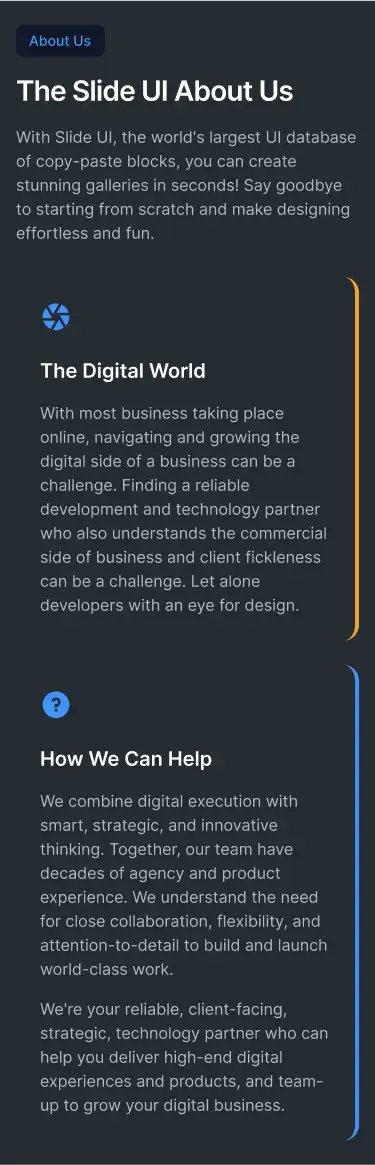 About Us
The Slide UI About Us
With Slide UI, the world's largest UI database
of copy-paste blocks, you can create
stunning galleries in seconds! Say goodbye
to starting from scratch and make designing
effortless and fun.
The Digital World
With most business taking place
online, navigating and growing the
digital side of a business can be a
challenge. Finding a reliable
development and technology partner
who also understands the commercial
side of business and client fickleness
can be a challenge. Let alone
developers with an eye for design.
?
How We Can Help
We combine digital execution with
smart, strategic, and innovative
thinking. Together, our team have
decades of agency and product
experience. We understand the need
for close collaboration, flexibility, and
attention-to-detail to build and launch
world-class work.
We're your reliable, client-facing,
strategic, technology partner who can
help you deliver high-end digital
experiences and products, and team-
up to grow your digital business.